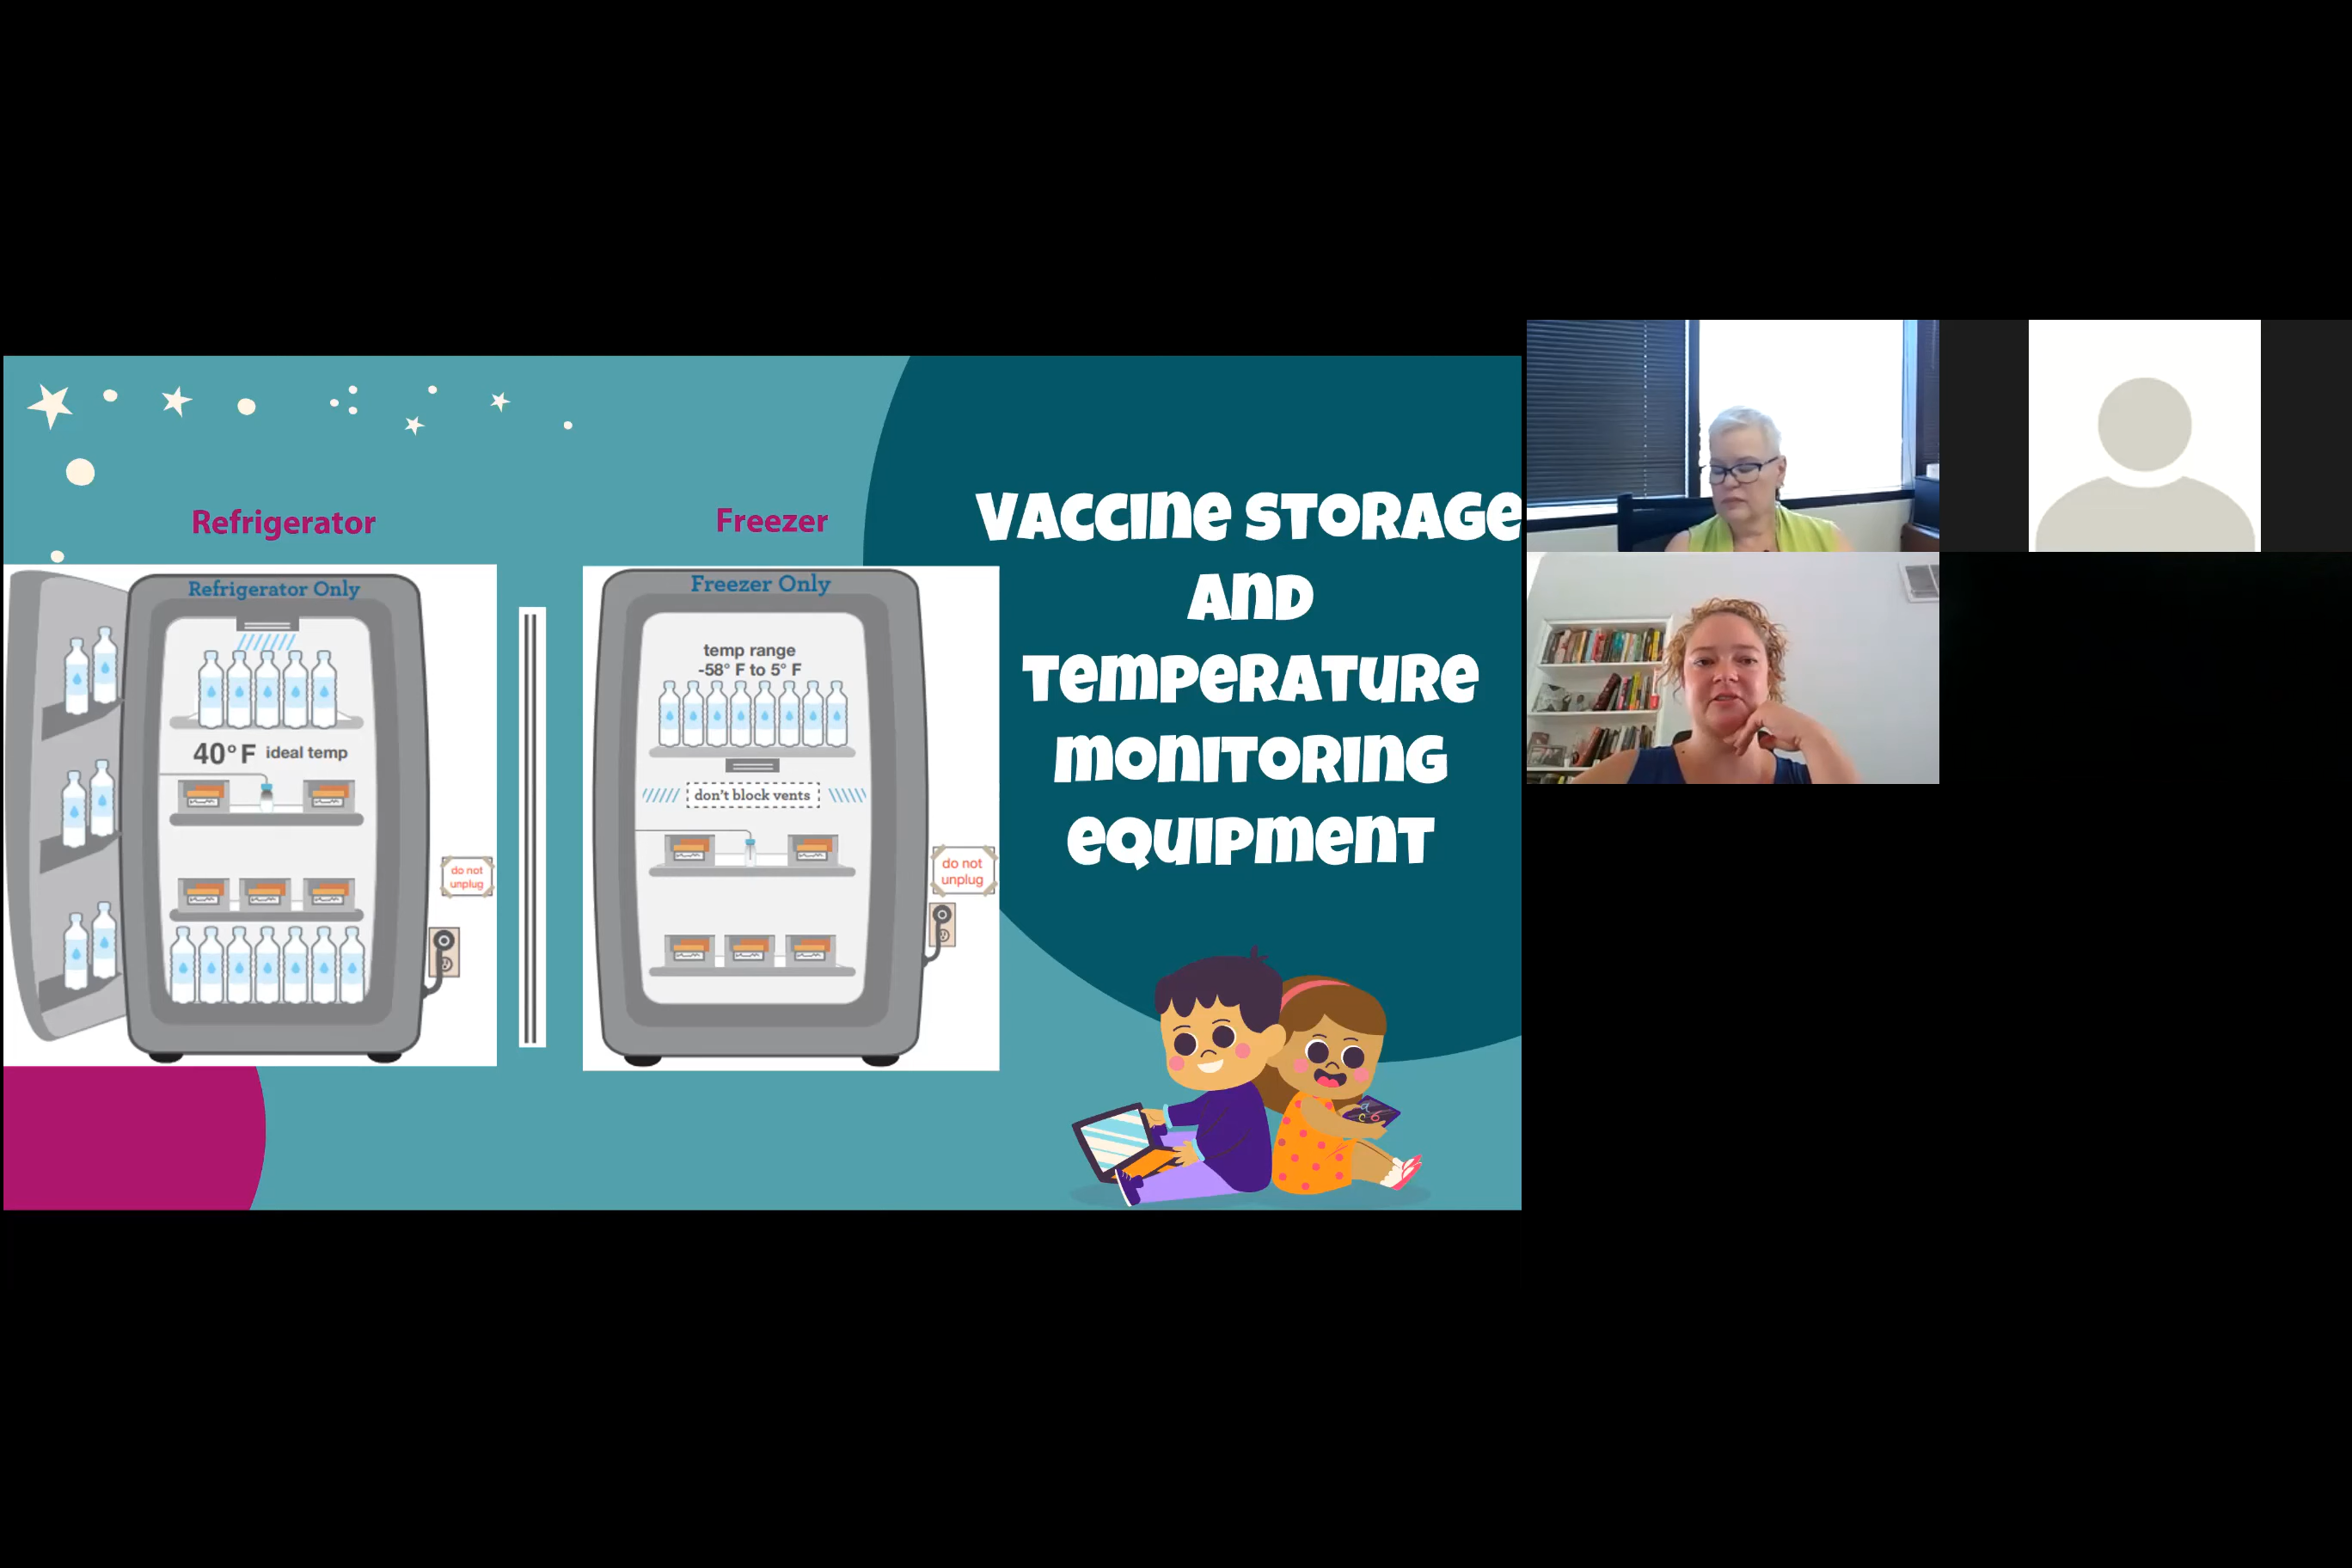 Refrigerator
Refrigerator Only
40° F ideal temp
do not
unplug
Freezer
Freezer Only
temp range
-58° F to 5° F
don't block vents
do not
unplug
VACCINE STORAGE
AND
TEMPERATURE
MONITORING
EQUIPMENT